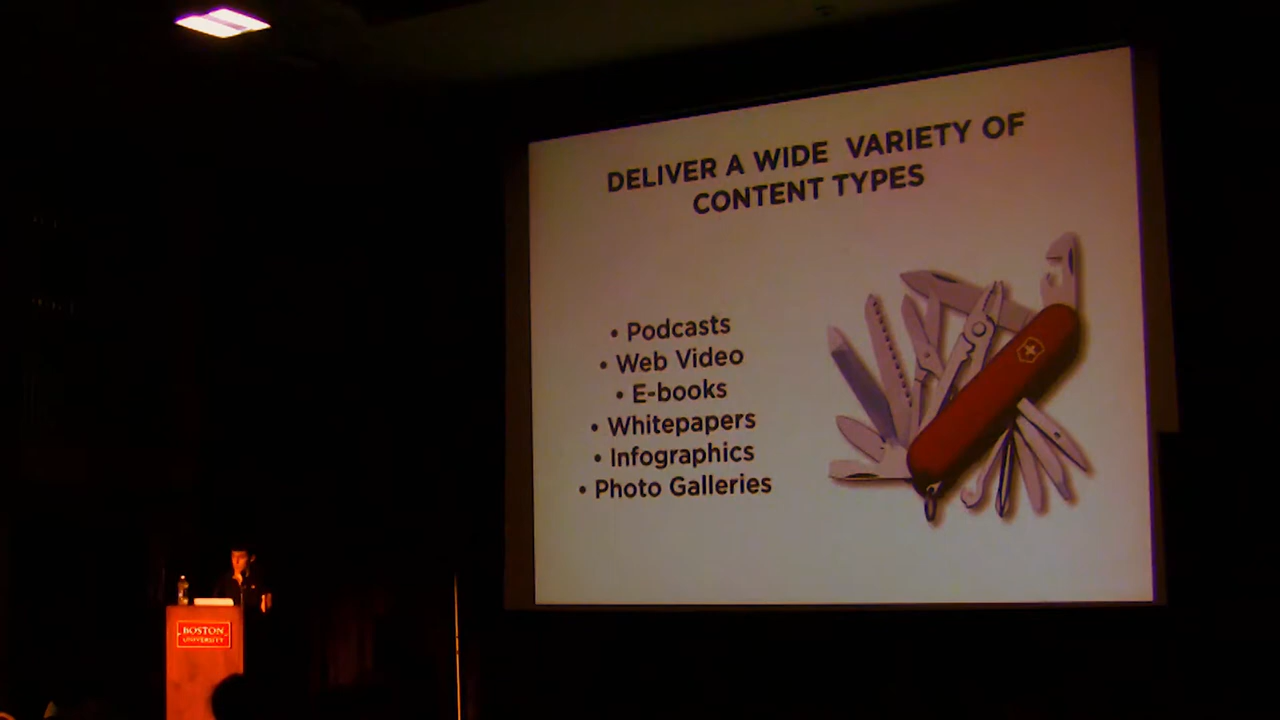 DELIVER A WIDE VARIETY OF
CONTENT TYPES
• Podcasts
• Web Video
• E-books
• Whitepapers
• Infographics
• Photo Galleries
BOSTON
UNIVERSITY